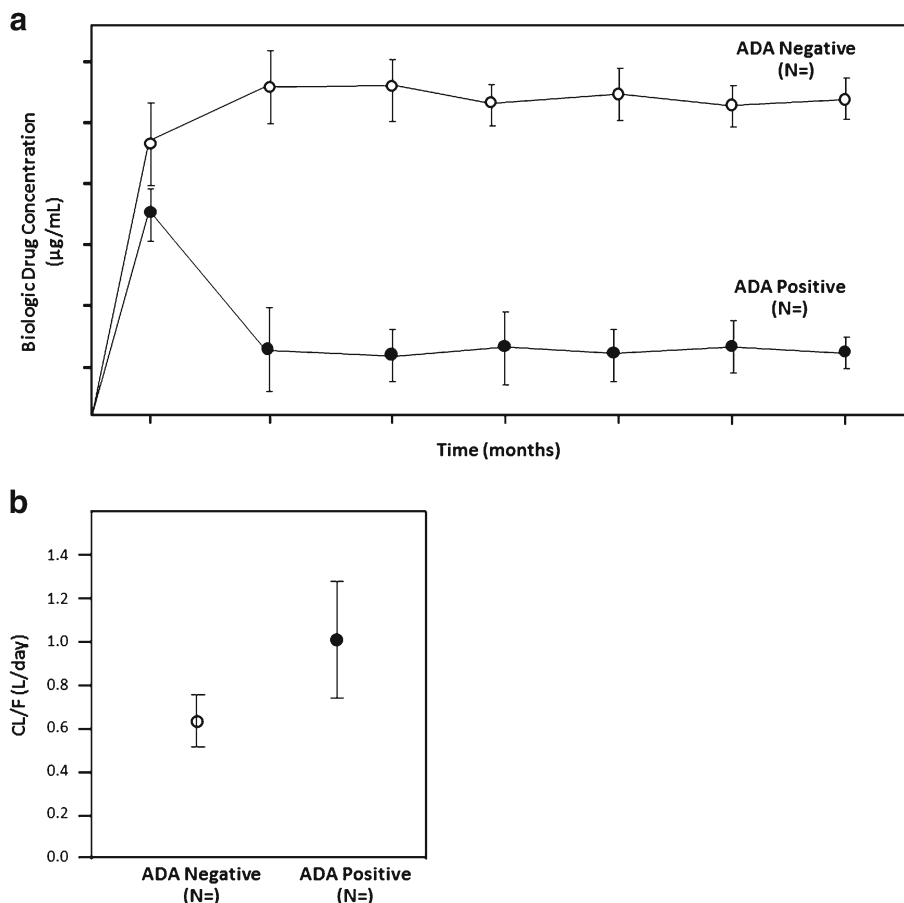 a
ADA Negative
(N=)
Biologic Drug Concentration
(µg/mL)
ADA Positive
(N=)
Time (months)
b
CL/F (L/day)
1.4
1.2
1.0
0.8
0.6
0.4
0.2
0.0
ADA Negative
(N=)
ADA Positive
(N=)